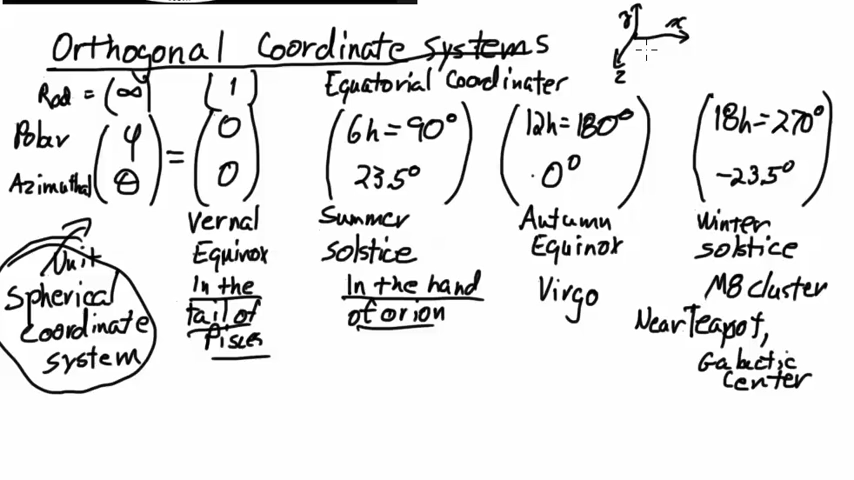 Orthogonal Coordinate systems
y
x
z
Equatorial Coordinater
Rad = (∞) (1)
Polar φ = 0 6h=90° 12h=180° 18h=270°
Azimuthal θ 0 23.5° 0° -23.5°
Vernal
Equinox
In the
tail of
Pisces
Summer
solstice
In the hand
of orion
Autumn
Equinox
Virgo
Winter
solstice
M8 cluster
Near Teapot,
Galactic
Center
Unit
Spherical
Coordinate
system